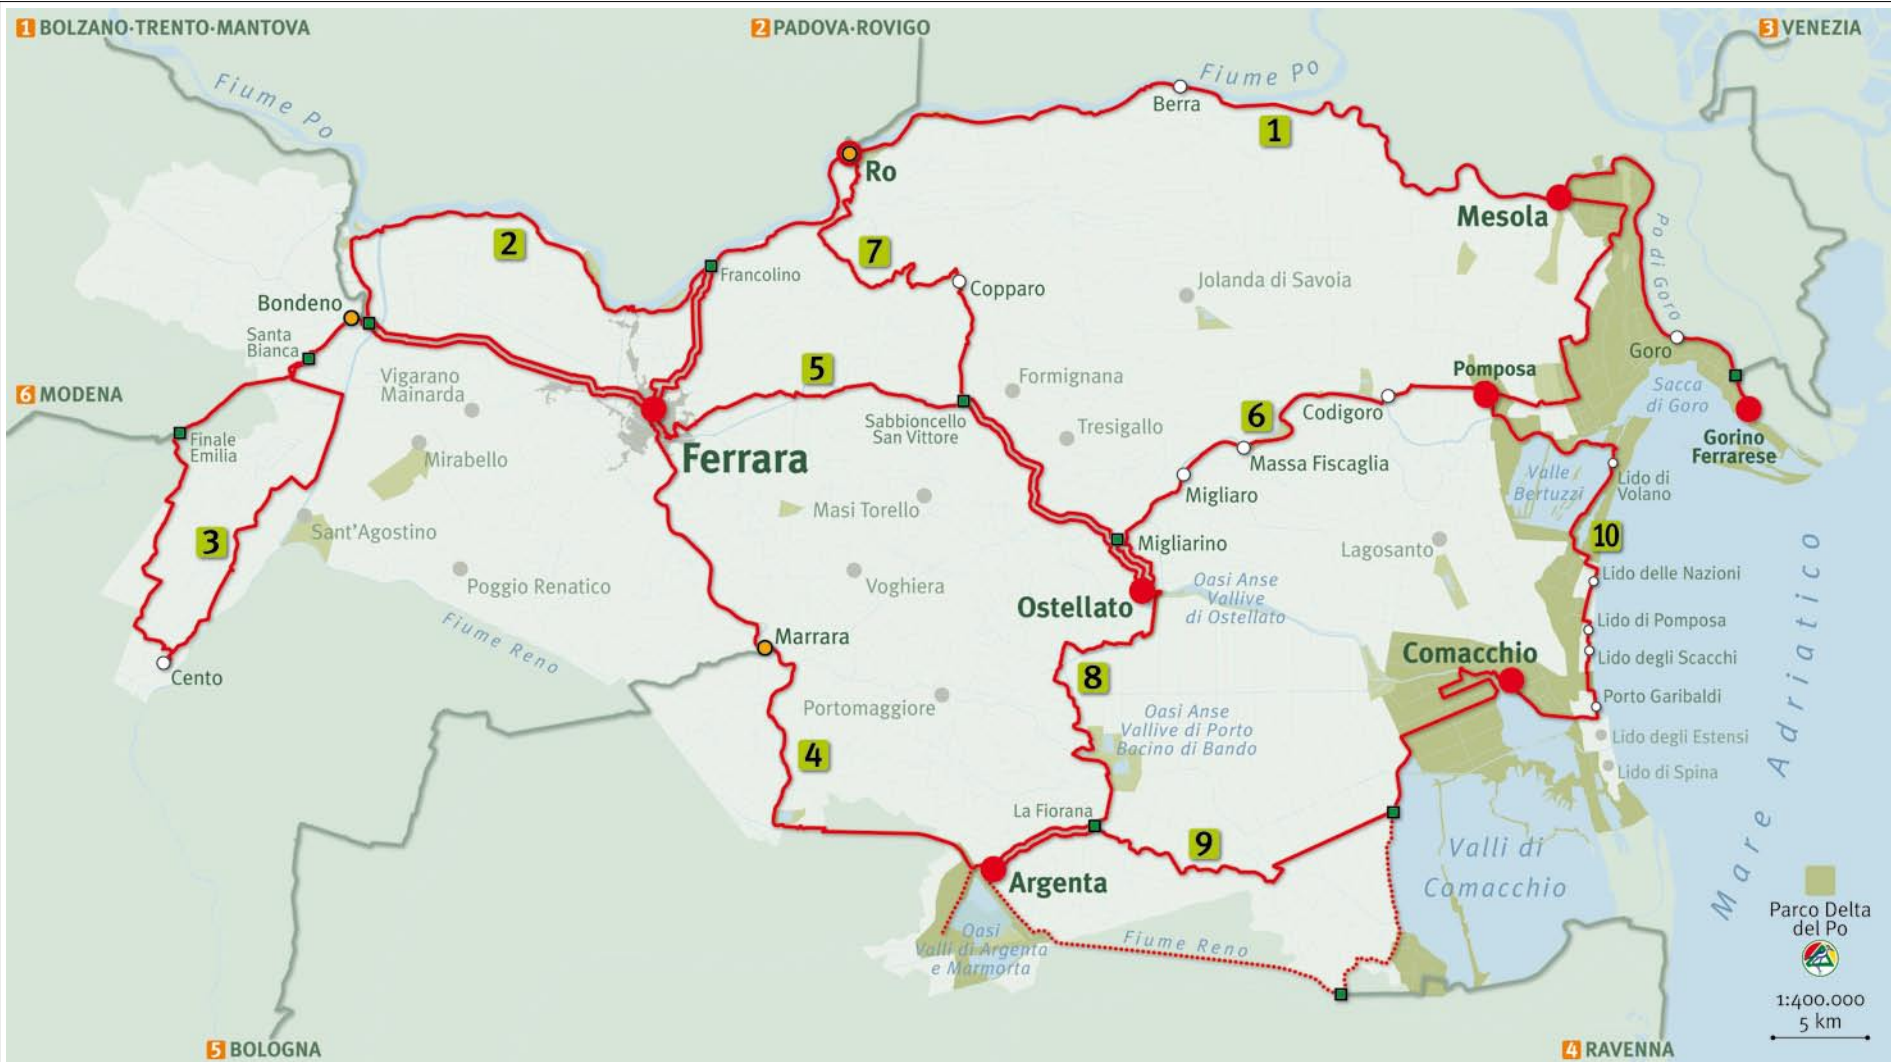 1 BOLZANO·TRENTO·MANTOVA
2 PADOVA·ROVIGO
3 VENEZIA
Fiume Po
Fiume Po
Berra
1
Ro
Mesola
2
7
Po di Goro
Francolino
Copparo
Jolanda di Savoia
Bondeno
Santa
Bianca
Goro
Vigarano
Mainarda
5
Formignana
Pomposa
Sacca
di Goro
6 MODENA
Sabbioncello
San Vittore
6
Codigoro
Tresigallo
Gorino
Ferrarese
Finale
Emilia
Mirabello
Ferrara
Massa Fiscaglia
Migliaro
Valle
Bertuzzi
Lido di
Volano
Masi Torello
3
Sant'Agostino
Migliarino
Lagosanto
10
Poggio Renatico
Voghiera
Ostellato
Oasi Anse
Vallive
di Ostellato
Lido delle Nazioni
Fiume Reno
Marrara
Lido di Pomposa
Comacchio
Lido degli Scacchi
Cento
8
Porto Garibaldi
Portomaggiore
Oasi Anse
Vallive di Porto
Bacino di Bando
Lido degli Estensi
4
Lido di Spina
Mare Adriatico
La Fiorana
9
Valli di
Comacchio
Argenta
Oasi
Valli di Argenta
e Marmorta
Fiume Reno
Parco Delta
del Po
1:400.000
5 km
5 BOLOGNA
4 RAVENNA